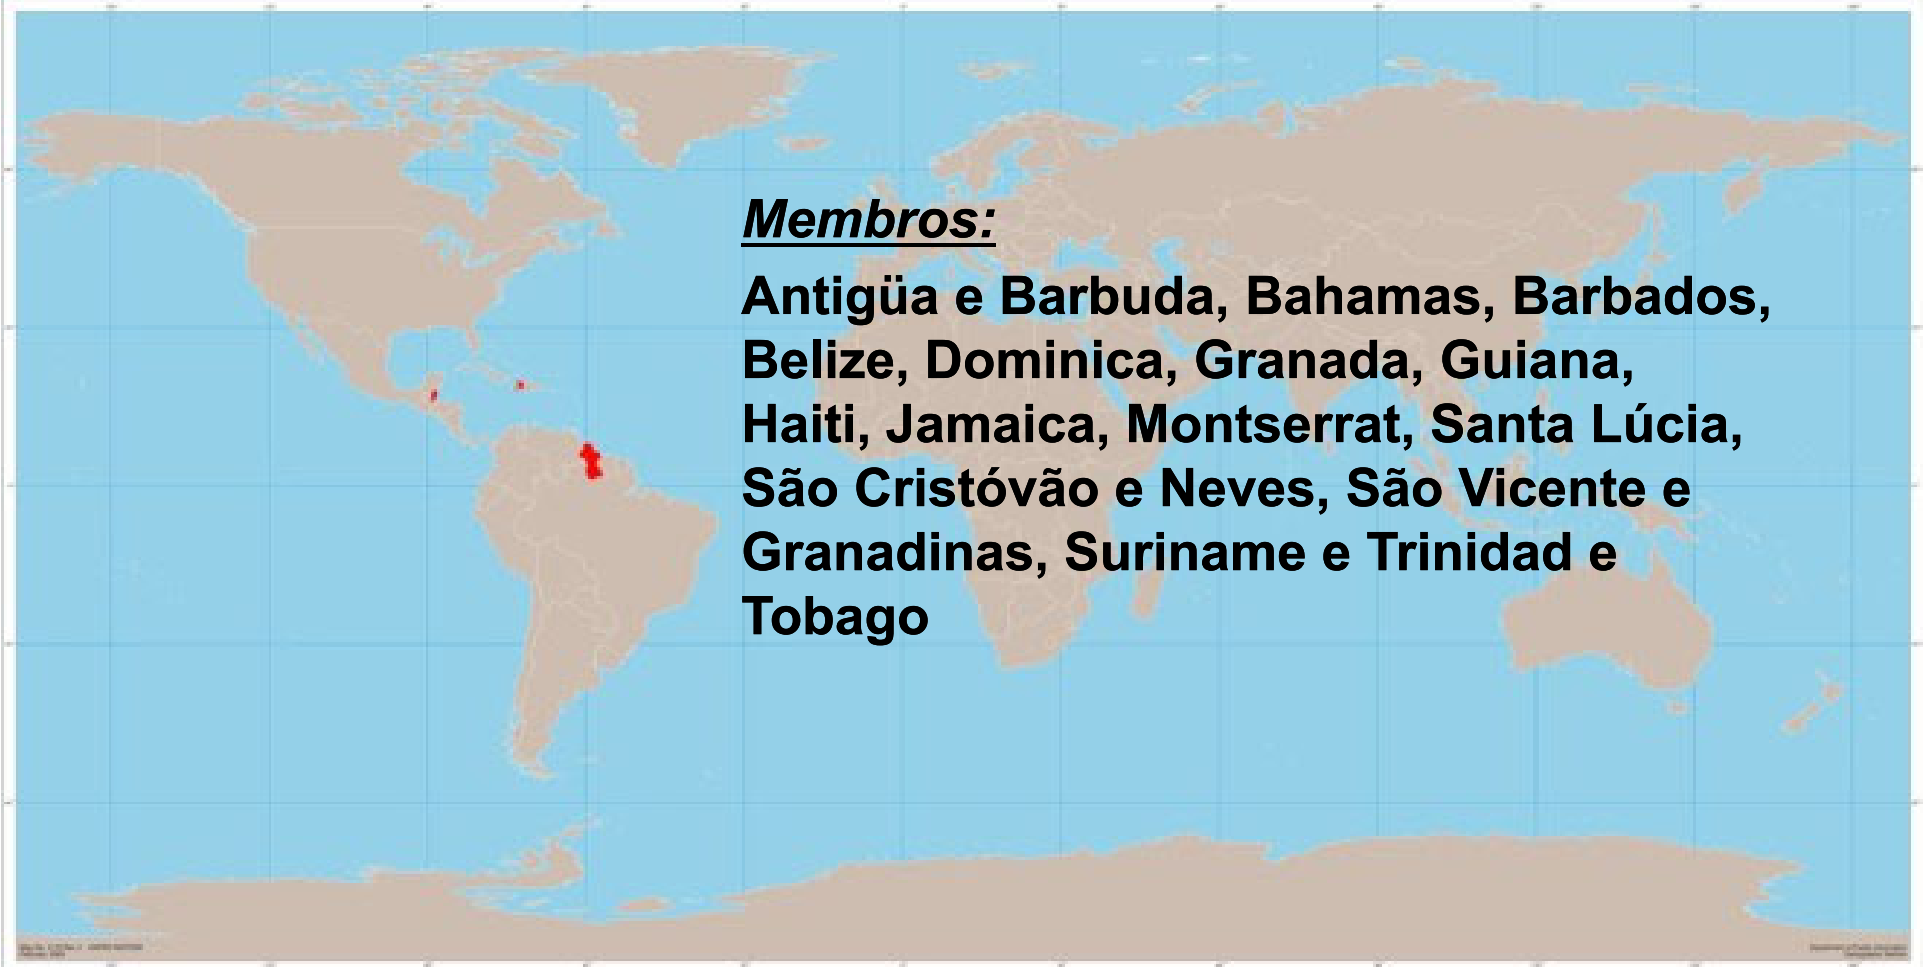 Membros:
Antigüa e Barbuda, Bahamas, Barbados,
Belize, Dominica, Granada, Guiana,
Haiti, Jamaica, Montserrat, Santa Lúcia,
São Cristóvão e Neves, São Vicente e
Granadinas, Suriname e Trinidad e
Tobago